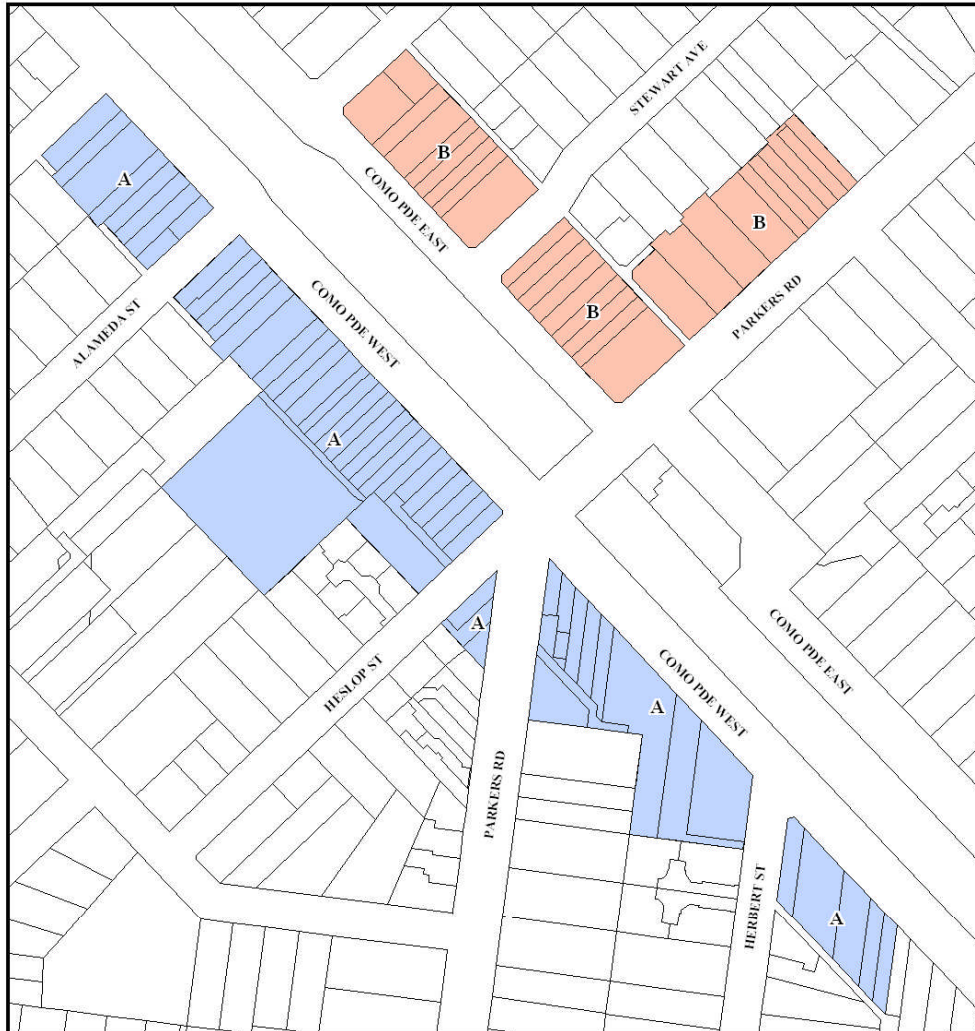 STEWART AVE
B
A
COMO PDE EAST
B
B
PARKERS RD
ALAMEDA ST
COMO PDE WEST
A
A
HESLOP ST
COMO PDE EAST
COMO PDE WEST
A
PARKERS RD
HERBERT ST
A